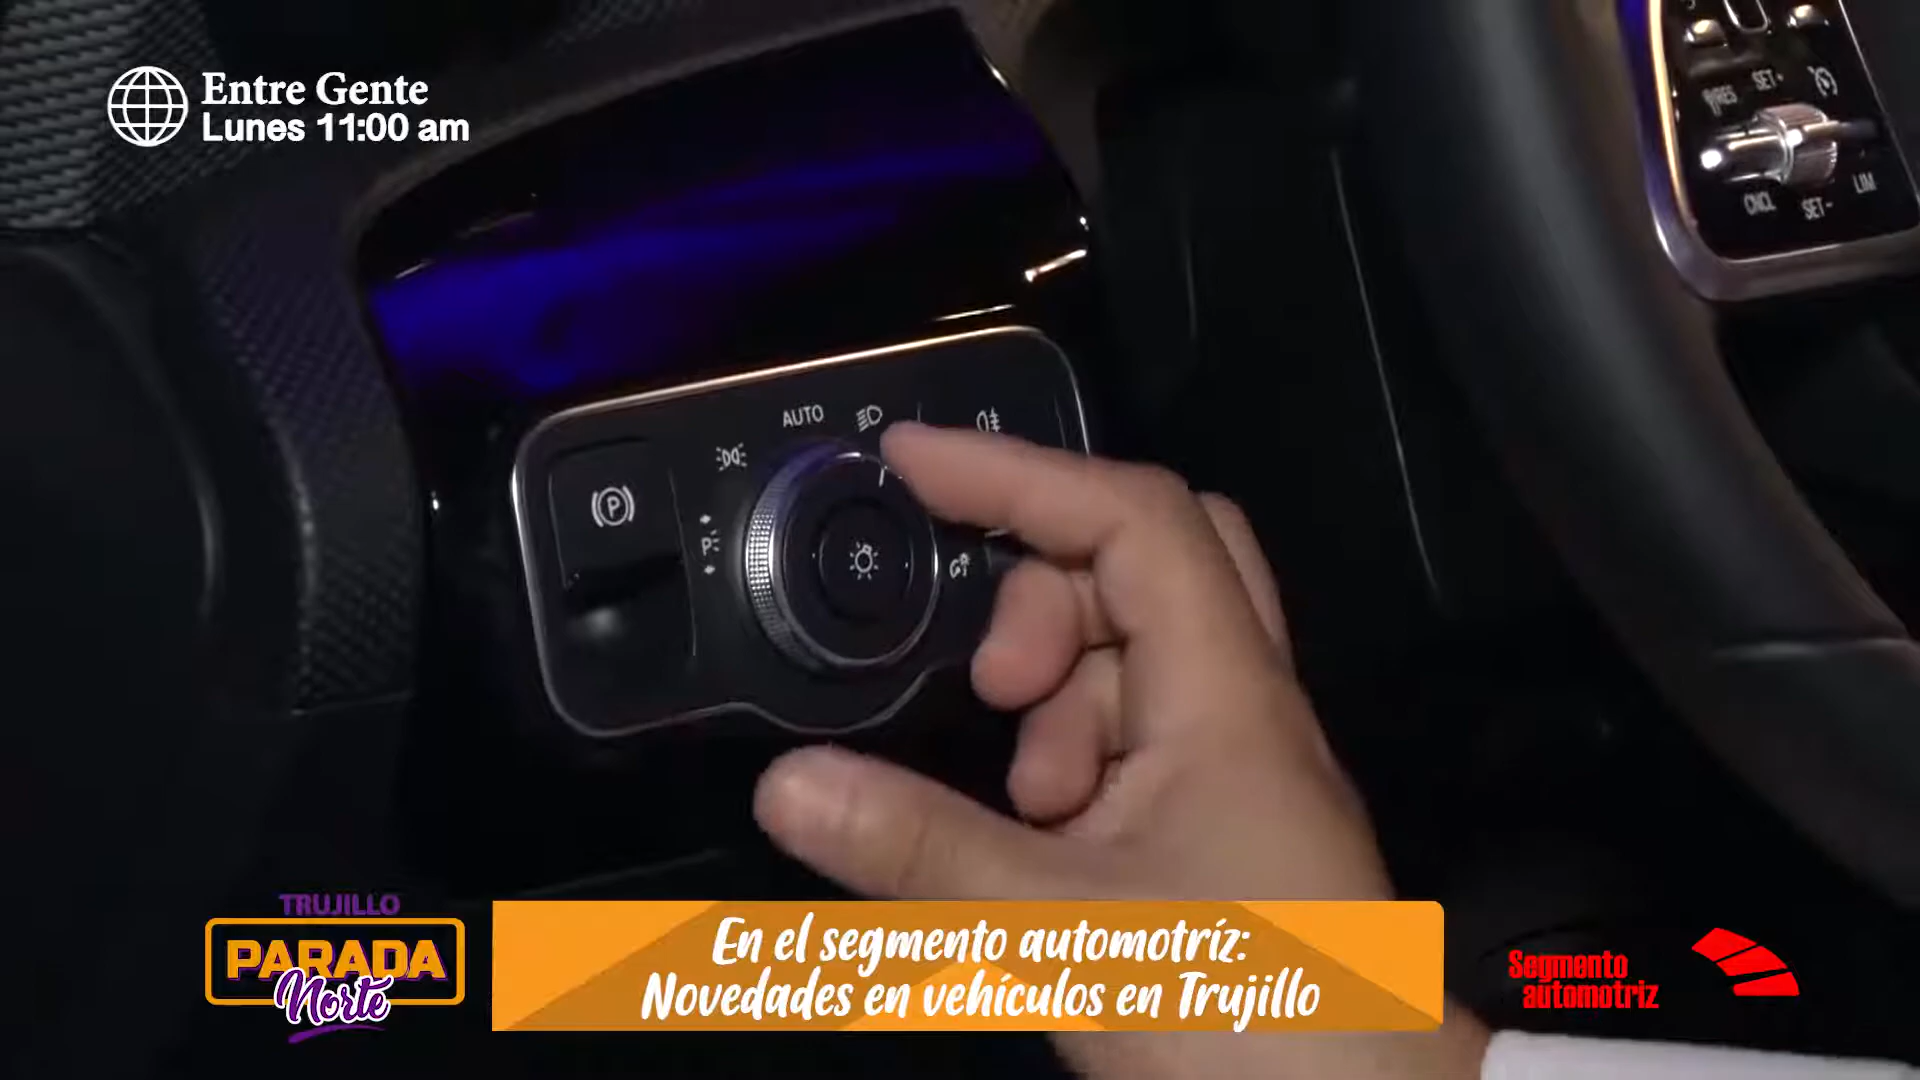 Entre Gente
Lunes 11:00 am
RES
SET+
CNCL
SET-
LIM
AUTO
P
P
TRUJILLO
PARADA
Norte
En el segmento automotríz:
Novedades en vehículos en Trujillo
Segmento
automotriz